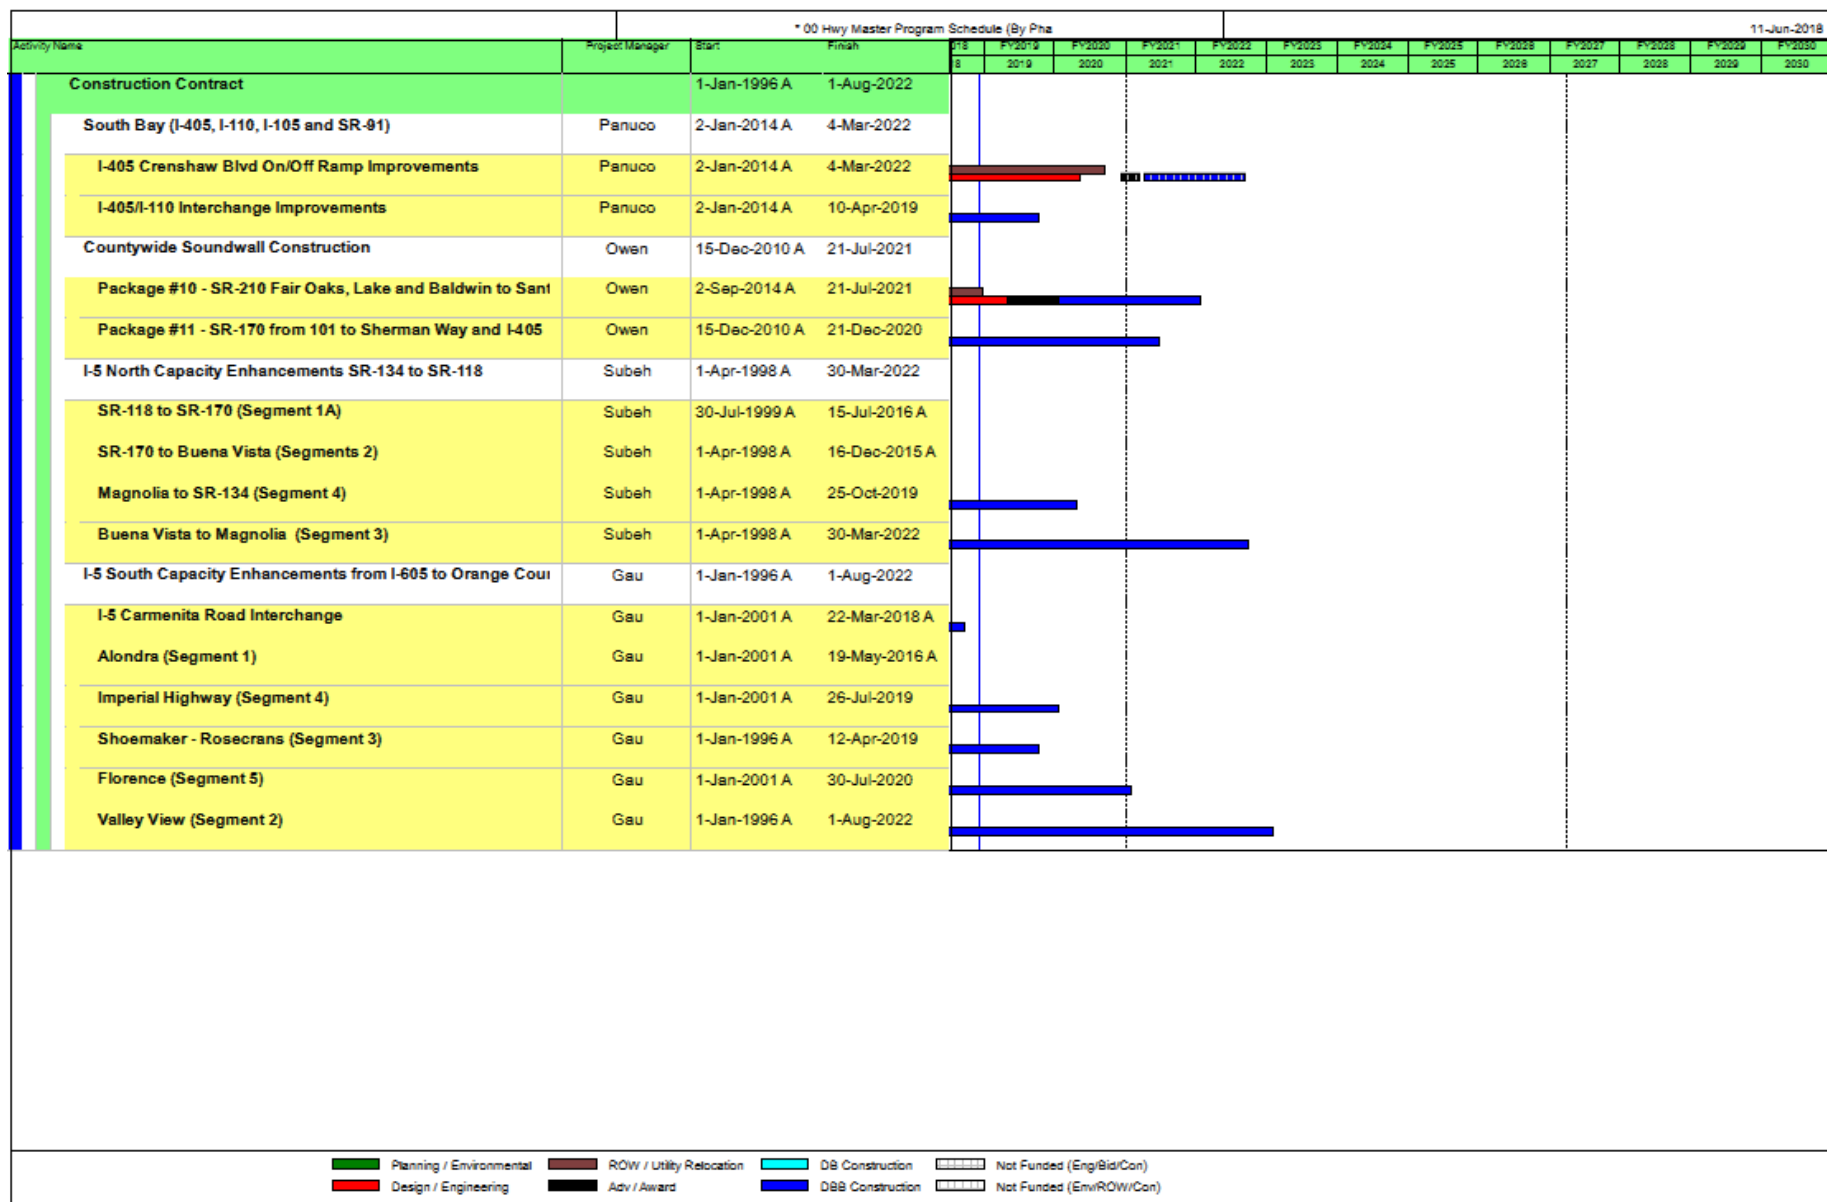 * 00 Hwy Master Program Schedule (By Pha 11-Jun-2018
Activity Name Project Manager Start Finish 018 FY2019 FY2020 FY2021 FY2022 FY2023 FY2024 FY2025 FY2026 FY2027 FY2028 FY2029 FY2030
8 2019 2020 2021 2022 2023 2024 2025 2026 2027 2028 2029 2030
Construction Contract 1-Jan-1996 A 1-Aug-2022
South Bay (I-405, I-110, I-105 and SR-91) Panuco 2-Jan-2014 A 4-Mar-2022
I-405 Crenshaw Blvd On/Off Ramp Improvements Panuco 2-Jan-2014 A 4-Mar-2022
I-405/I-110 Interchange Improvements Panuco 2-Jan-2014 A 10-Apr-2019
Countywide Soundwall Construction Owen 15-Dec-2010 A 21-Jul-2021
Package #10 - SR-210 Fair Oaks, Lake and Baldwin to Sant Owen 2-Sep-2014 A 21-Jul-2021
Package #11 - SR-170 from 101 to Sherman Way and I-405 Owen 15-Dec-2010 A 21-Dec-2020
I-5 North Capacity Enhancements SR-134 to SR-118 Subeh 1-Apr-1998 A 30-Mar-2022
SR-118 to SR-170 (Segment 1A) Subeh 30-Jul-1999 A 15-Jul-2016 A
SR-170 to Buena Vista (Segments 2) Subeh 1-Apr-1998 A 16-Dec-2015 A
Magnolia to SR-134 (Segment 4) Subeh 1-Apr-1998 A 25-Oct-2019
Buena Vista to Magnolia (Segment 3) Subeh 1-Apr-1998 A 30-Mar-2022
I-5 South Capacity Enhancements from I-605 to Orange Cour Gau 1-Jan-1996 A 1-Aug-2022
I-5 Carmenita Road Interchange Gau 1-Jan-2001 A 22-Mar-2018 A
Alondra (Segment 1) Gau 1-Jan-2001 A 19-May-2016 A
Imperial Highway (Segment 4) Gau 1-Jan-2001 A 26-Jul-2019
Shoemaker - Rosecrans (Segment 3) Gau 1-Jan-1996 A 12-Apr-2019
Florence (Segment 5) Gau 1-Jan-2001 A 30-Jul-2020
Valley View (Segment 2) Gau 1-Jan-1996 A 1-Aug-2022
Planning / Environmental ROW / Utility Relocation DB Construction Not Funded (Eng/Bid/Con)
Design / Engineering Adv / Award DBB Construction Not Funded (Env/ROW/Con)